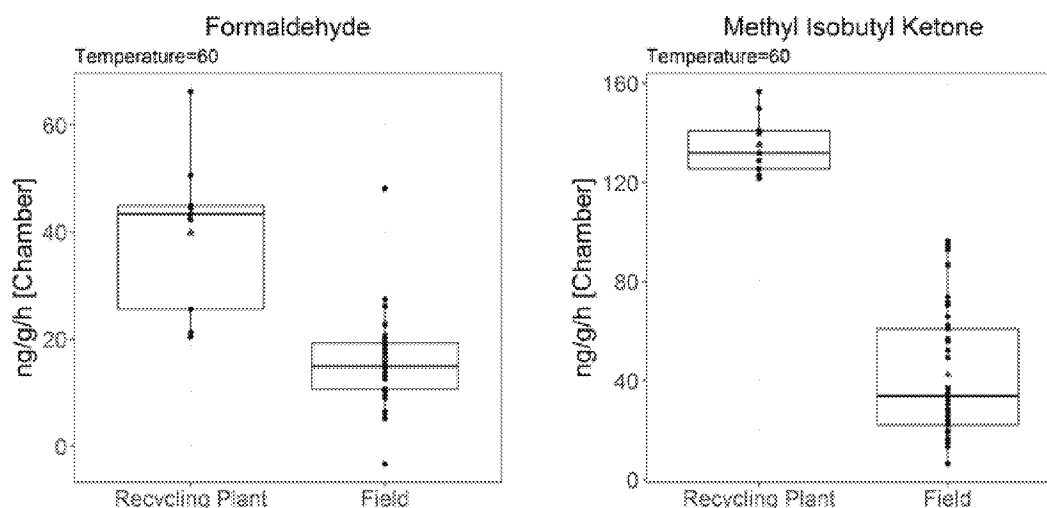 Formaldehyde
Temperature=60
ng/g/h [Chamber]
60
40
20
0
Recycling Plant
Field
Methyl Isobutyl Ketone
Temperature=60
ng/g/h [Chamber]
160
120
80
40
0
Recycling Plant
Field